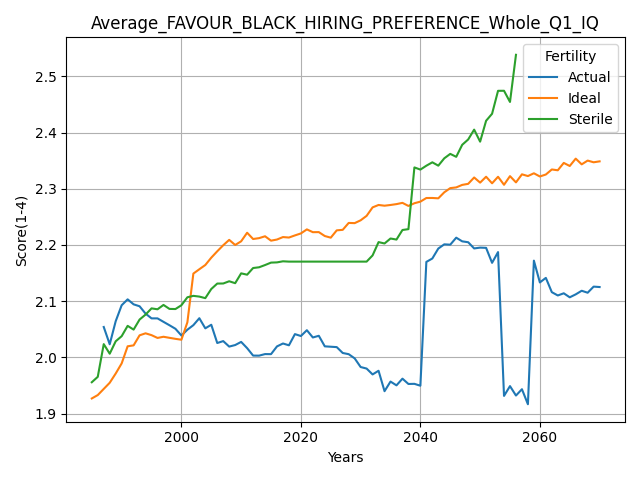 Average_FAVOUR_BLACK_HIRING_PREFERENCE_Whole_Q1_IQ
Fertility
Actual
Ideal
Sterile
Score(1-4)
2.5
2.4
2.3
2.2
2.1
2.0
1.9
2000
2020
2040
2060
Years